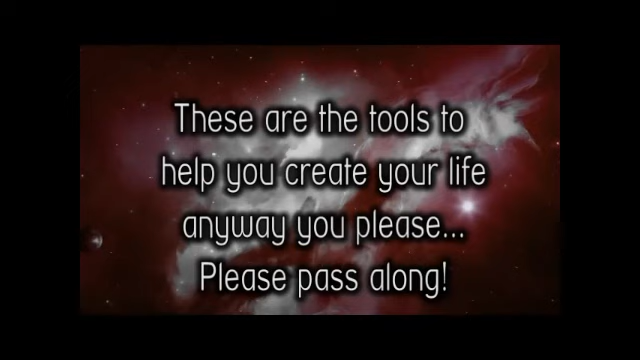 These are the tools to
help you create your life
anyway you please...
Please pass along!